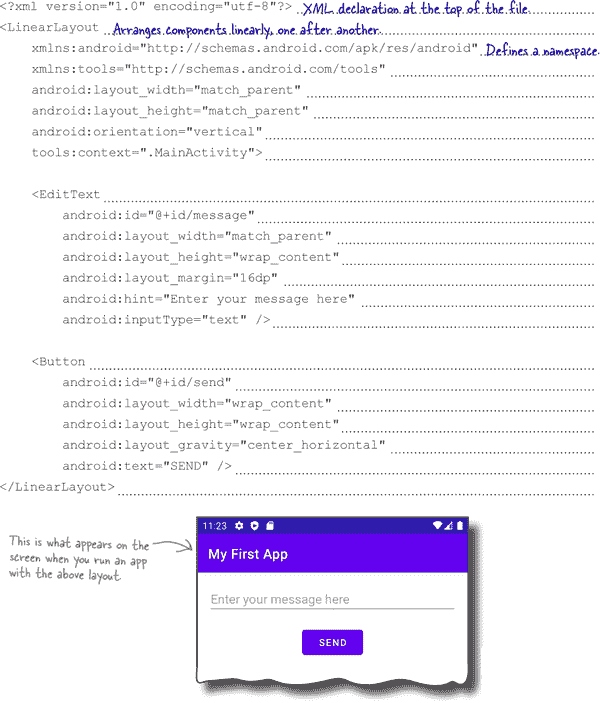 <?xml version="1.0" encoding="utf-8"?> XML declaration at the top of the file.
<LinearLayout Arranges components linearly, one after another.
xmlns:android="http://schemas.android.com/apk/res/android" Defines a namespace.
xmlns:tools="http://schemas.android.com/tools"
android:layout_width="match_parent"
android:layout_height="match_parent"
android:orientation="vertical"
tools:context=".MainActivity">
<EditText
android:id="@+id/message"
android:layout_width="match_parent"
android:layout_height="wrap_content"
android:layout_margin="16dp"
android:hint="Enter your message here"
android:inputType="text" />
<Button
android:id="@+id/send"
android:layout_width="wrap_content"
android:layout_height="wrap_content"
android:layout_gravity="center_horizontal"
android:text="SEND" />
</LinearLayout>
This is what appears on the
screen when you run an app
with the above layout.
11:23
My First App
Enter your message here
SEND